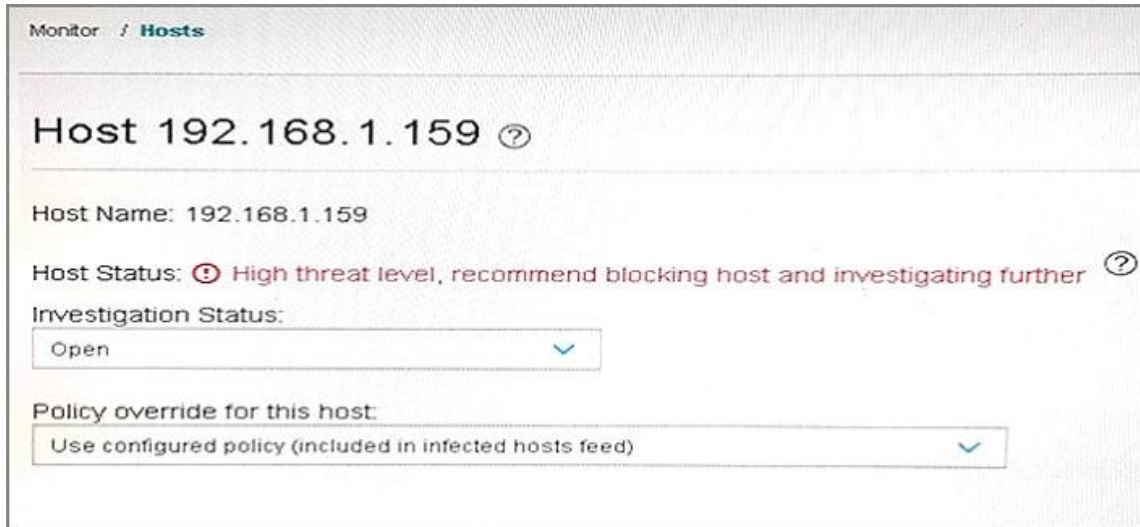 Monitor / Hosts
Host 192.168.1.159 ?
Host Name: 192.168.1.159
Host Status: ! High threat level, recommend blocking host and investigating further ?
Investigation Status:
Open
Policy override for this host:
Use configured policy (included in infected hosts feed)